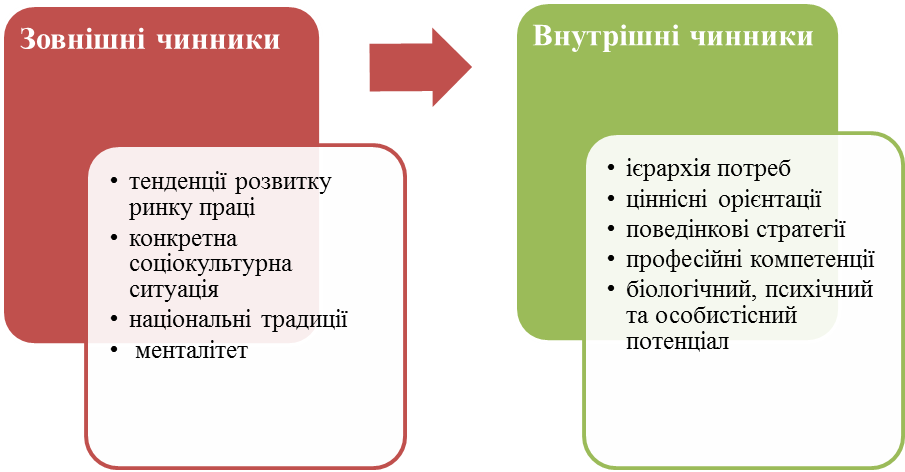 Зовнішні чинники
• тенденції розвитку
ринку праці
• конкретна
соціокультурна
ситуація
• національні традиції
• менталітет
Внутрішні чинники
• ієрархія потреб
• ціннісні орієнтації
• поведінкові стратегії
• професійні компетенції
• біологічний, психічний
та особистісний
потенціал